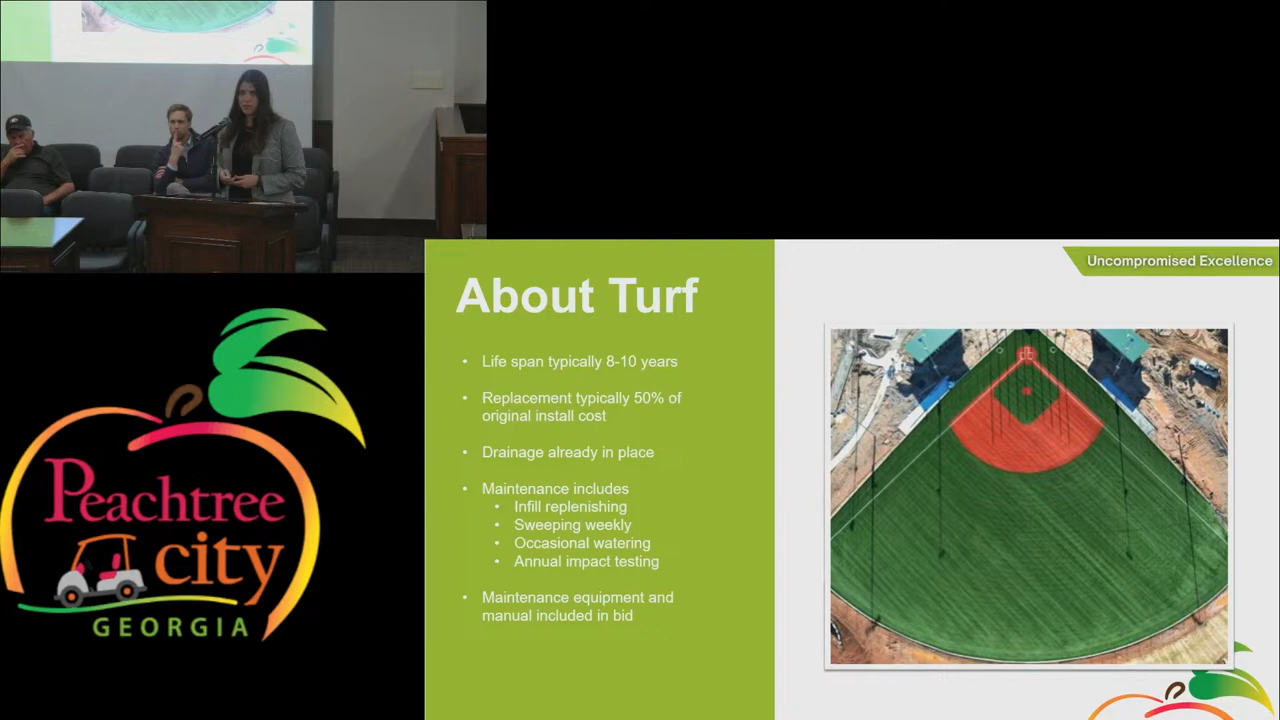 Uncompromised Excellence
About Turf
• Life span typically 8-10 years
• Replacement typically 50% of
original install cost
• Drainage already in place
• Maintenance includes
• Infill replenishing
• Sweeping weekly
• Occasional watering
• Annual impact testing
• Maintenance equipment and
manual included in bid
Peachtree
city
GEORGIA